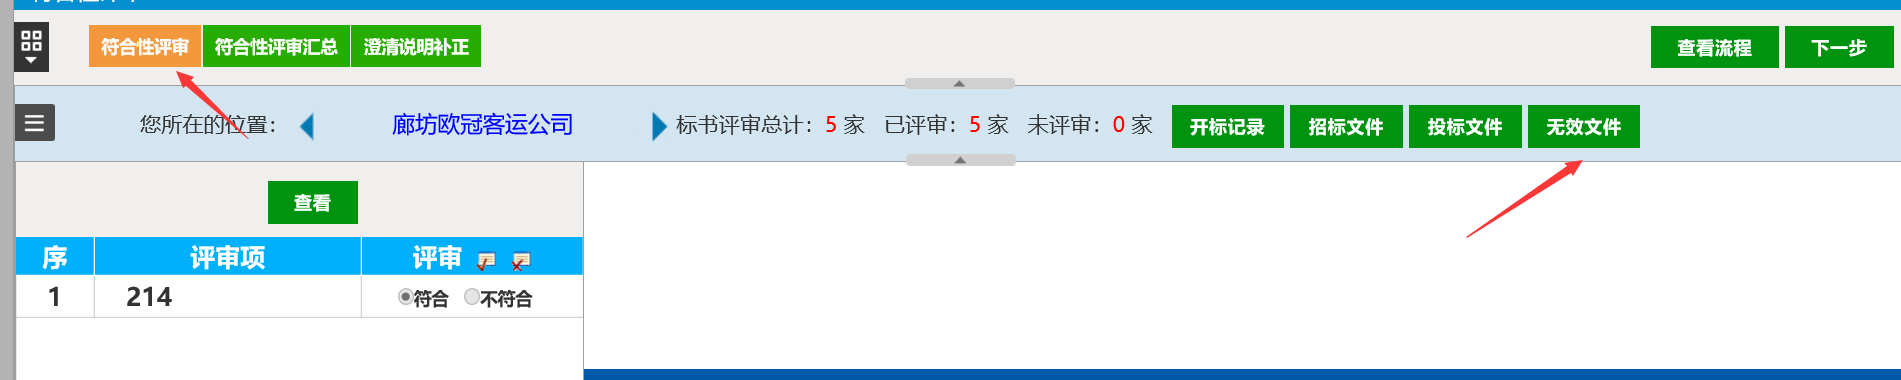 符合性评审 符合性评审汇总 澄清说明补正 查看流程 下一步
您所在的位置： 廊坊欧冠客运公司 标书评审总计：5 家 已评审：5 家 未评审：0 家 开标记录 招标文件 投标文件 无效文件
查看
序 评审项 评审
1 214 符合 不符合